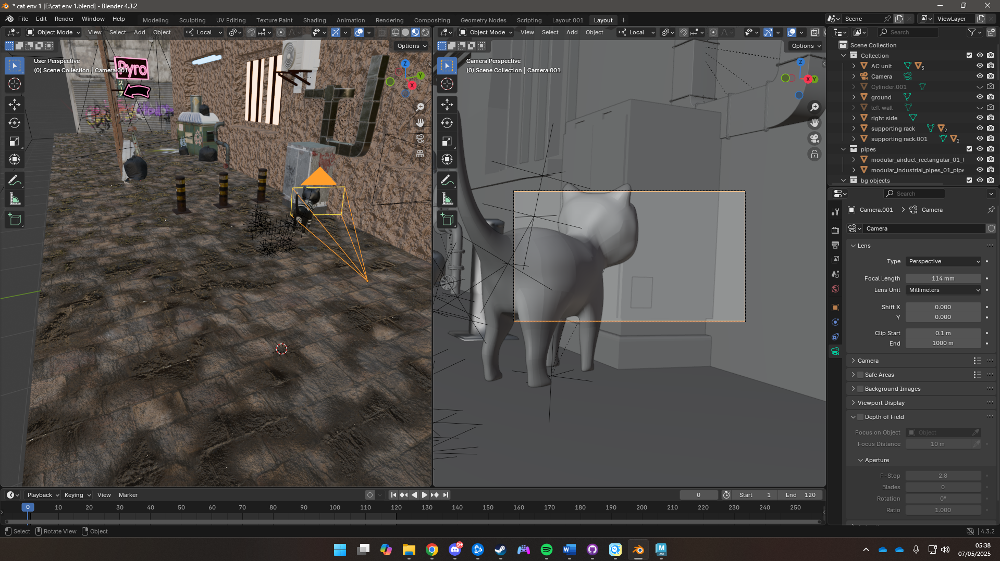 * cat env 1 [E:\cat env 1.blend] - Blender 4.3.2
File Edit Render Window Help
Modeling Sculpting UV Editing Texture Paint Shading Animation Rendering Compositing Geometry Nodes Scripting Layout.001 Layout
Scene
ViewLayer
Object Mode View Select Add Object Local
Object Mode View Select Add Object Local
Search
Options
Options
User Perspective
(0) Scene Collection | Camera.001
Pyro
Camera Perspective
(0) Scene Collection | Camera.001
Z
Y
X
Z
X
Y
Scene Collection
Collection
AC unit 3
Camera
Cylinder.001
ground
left wall
right side
supporting rack 2
supporting rack.001 2
pipes
modular_airduct_rectangular_01_
modular_industrial_pipes_01_pipe
bg objects
Search
Camera.001 Camera
Camera
Lens
Type Perspective
Focal Length 114 mm
Lens Unit Millimeters
Shift X 0.000
Y 0.000
Clip Start 0.1 m
End 1000 m
Camera
Safe Areas
Background Images
Viewport Display
Depth of Field
Focus on Object Object
Focus Distance 10 m
Aperture
F-Stop 2.8
Blades 0
Rotation 0°
Ratio 1.000
Playback Keying View Marker
0 Start 1 End 120
0 10 20 30 40 50 60 70 80 90 100 110 120 130 140 150 160 170 180 190 200 210 220 230 240 250
Select Rotate View Object
4.3.2
9+
05:38
07/05/2025